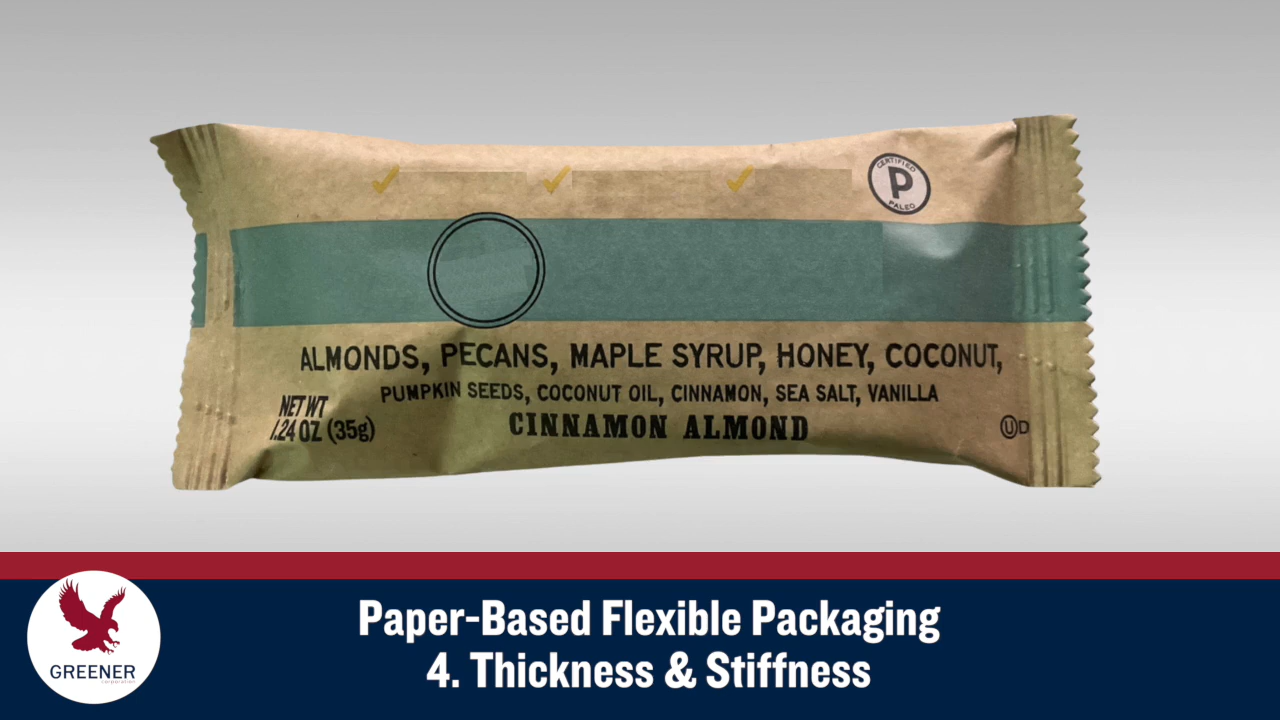 CERTIFIED
P
PALEO
ALMONDS, PECANS, MAPLE SYRUP, HONEY, COCONUT,
PUMPKIN SEEDS, COCONUT OIL, CINNAMON, SEA SALT, VANILLA
NET WT
1.24 OZ (35g)
CINNAMON ALMOND
U D
Paper-Based Flexible Packaging
4. Thickness & Stiffness
GREENER
corporation